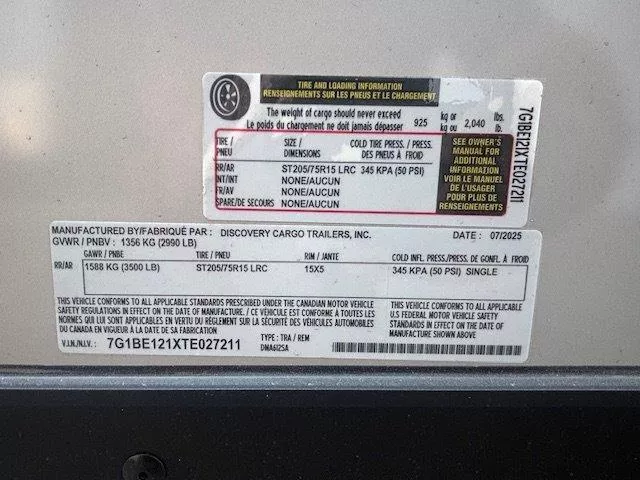 TIRE AND LOADING INFORMATION
RENSEIGNEMENTS SUR LES PNEUS ET LE CHARGEMENT
The weight of cargo should never exceed
Le poids du chargement ne doit jamais dépasser 925 kg or / kg ou 2,040 lbs. / lb.
TIRE / PNEU SIZE / DIMENSIONS COLD TIRE PRESS. / PRESS. DES PNEUS À FROID
RR/AR ST205/75R15 LRC 345 KPA (50 PSI)
INT/INT NONE/AUCUN
FR/AV NONE/AUCUN
SPARE/DE SECOURS NONE/AUCUN
SEE OWNER'S
MANUAL FOR
ADDITIONAL
INFORMATION
VOIR LE MANUEL
DE L'USAGER
POUR PLUS DE
RENSEIGNEMENTS
7G1BE121XTE027211
MANUFACTURED BY/FABRIQUÉ PAR : DISCOVERY CARGO TRAILERS, INC. DATE : 07/2025
GVWR / PNBV : 1356 KG (2990 LB)
GAWR / PNBE TIRE / PNEU RIM / JANTE COLD INFL. PRESS./PRESS. DE GONFL. À FROID
RR/AR 1588 KG (3500 LB) ST205/75R15 LRC 15X5 345 KPA (50 PSI) SINGLE
THIS VEHICLE CONFORMS TO ALL APPLICABLE STANDARDS PRESCRIBED UNDER THE CANADIAN MOTOR VEHICLE
SAFETY REGULATIONS IN EFFECT ON THE DATE OF MANUFACTURE. / CE VÉHICULE EST CONFORME À TOUTES LES
NORMES QUI LUI SONT APPLICABLES EN VERTU DU RÈGLEMENT SUR LA SÉCURITÉ DES VÉHICULES AUTOMOBILES
DU CANADA EN VIGUEUR À LA DATE DE SA FABRICATION.
THIS VEHICLE CONFORMS TO ALL APPLICABLE
U.S FEDERAL MOTOR VEHICLE SAFETY
STANDARDS IN EFFECT ON THE DATE OF
MANUFACTURE SHOWN ABOVE.
V.I.N./N.I.V.: 7G1BE121XTE027211 TYPE : TRA / REM
DMA612SA